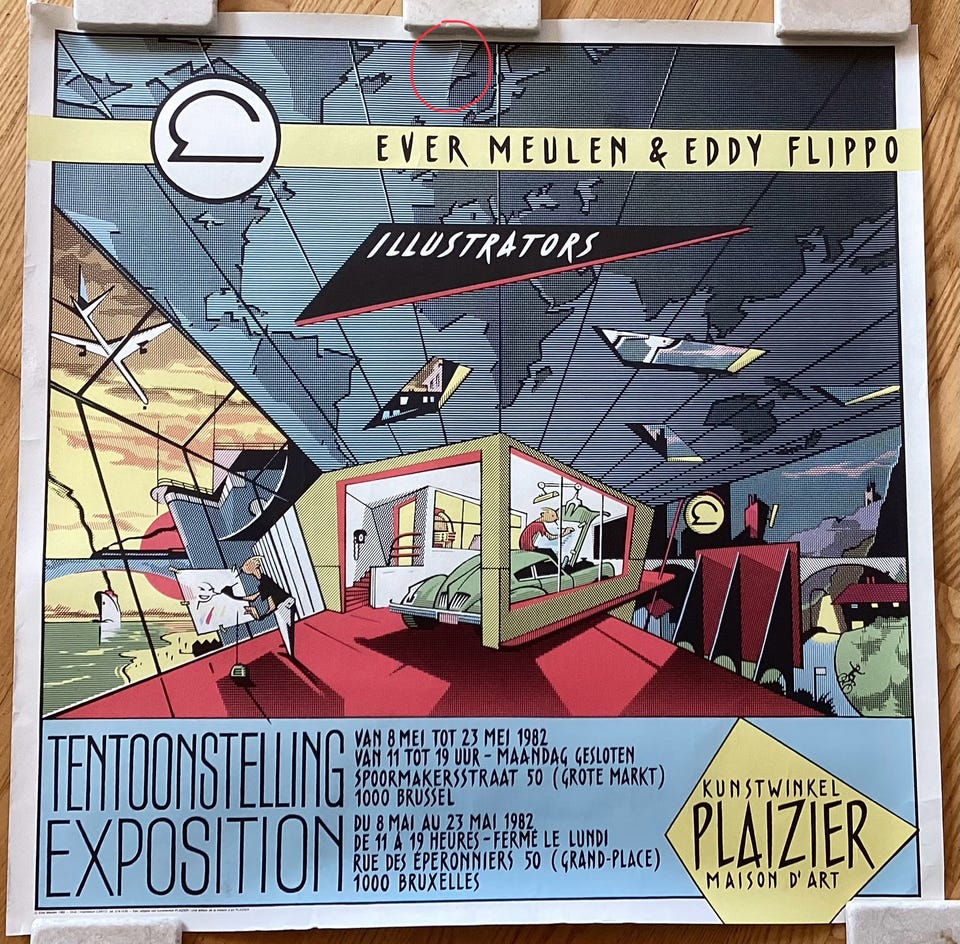 EVER MEULEN & EDDY FLIPPO
ILLUSTRATORS
TENTOONSTELLING
VAN 8 MEI TOT 23 MEI 1982
VAN 11 TOT 19 UUR - MAANDAG GESLOTEN
SPOORMAKERSSTRAAT 50 (GROTE MARKT)
1000 BRUSSEL
EXPOSITION
DU 8 MAI AU 23 MAI 1982
DE 11 À 19 HEURES - FERMÉ LE LUNDI
RUE DES ÉPERONNIERS 50 (GRAND-PLACE)
1000 BRUXELLES
KUNSTWINKEL
PLAIZIER
MAISON D'ART